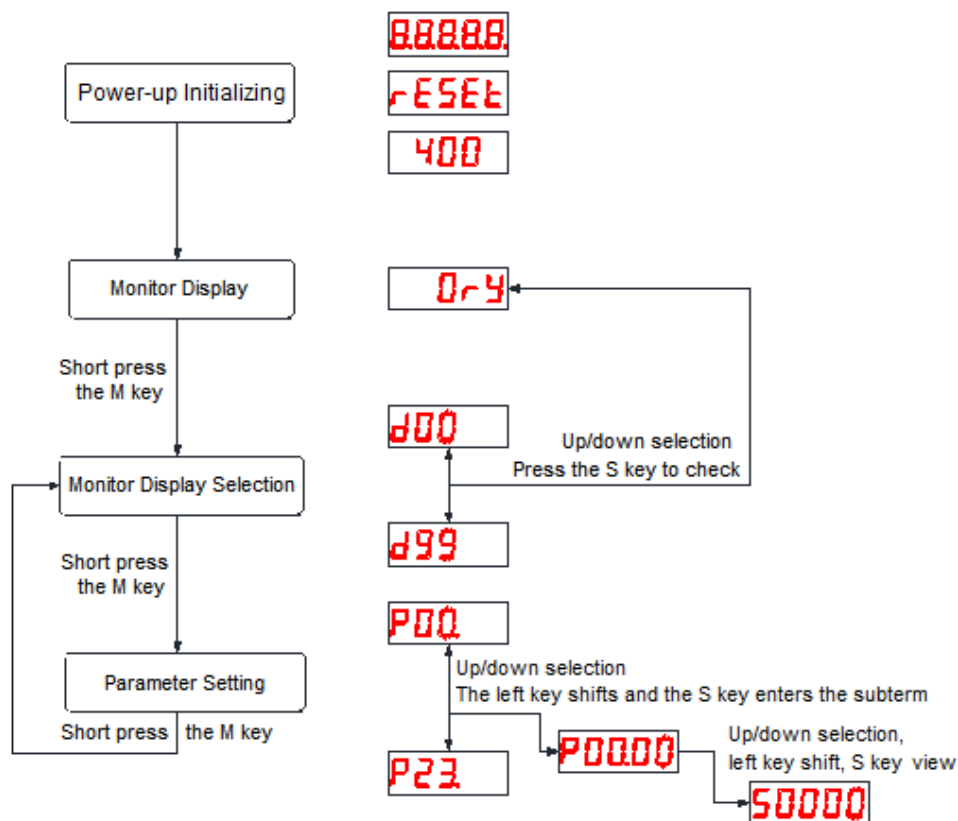 8.8.8.8.8.
rESEt
Power-up Initializing
400
Monitor Display
0ry
Short press
the M key
d00
Up/down selection
Press the S key to check
Monitor Display Selection
d99
Short press
the M key
P00.
Up/down selection
The left key shifts and the S key enters the subterm
Parameter Setting
Short press the M key
P23.
P00.00
Up/down selection,
left key shift, S key view
S0000